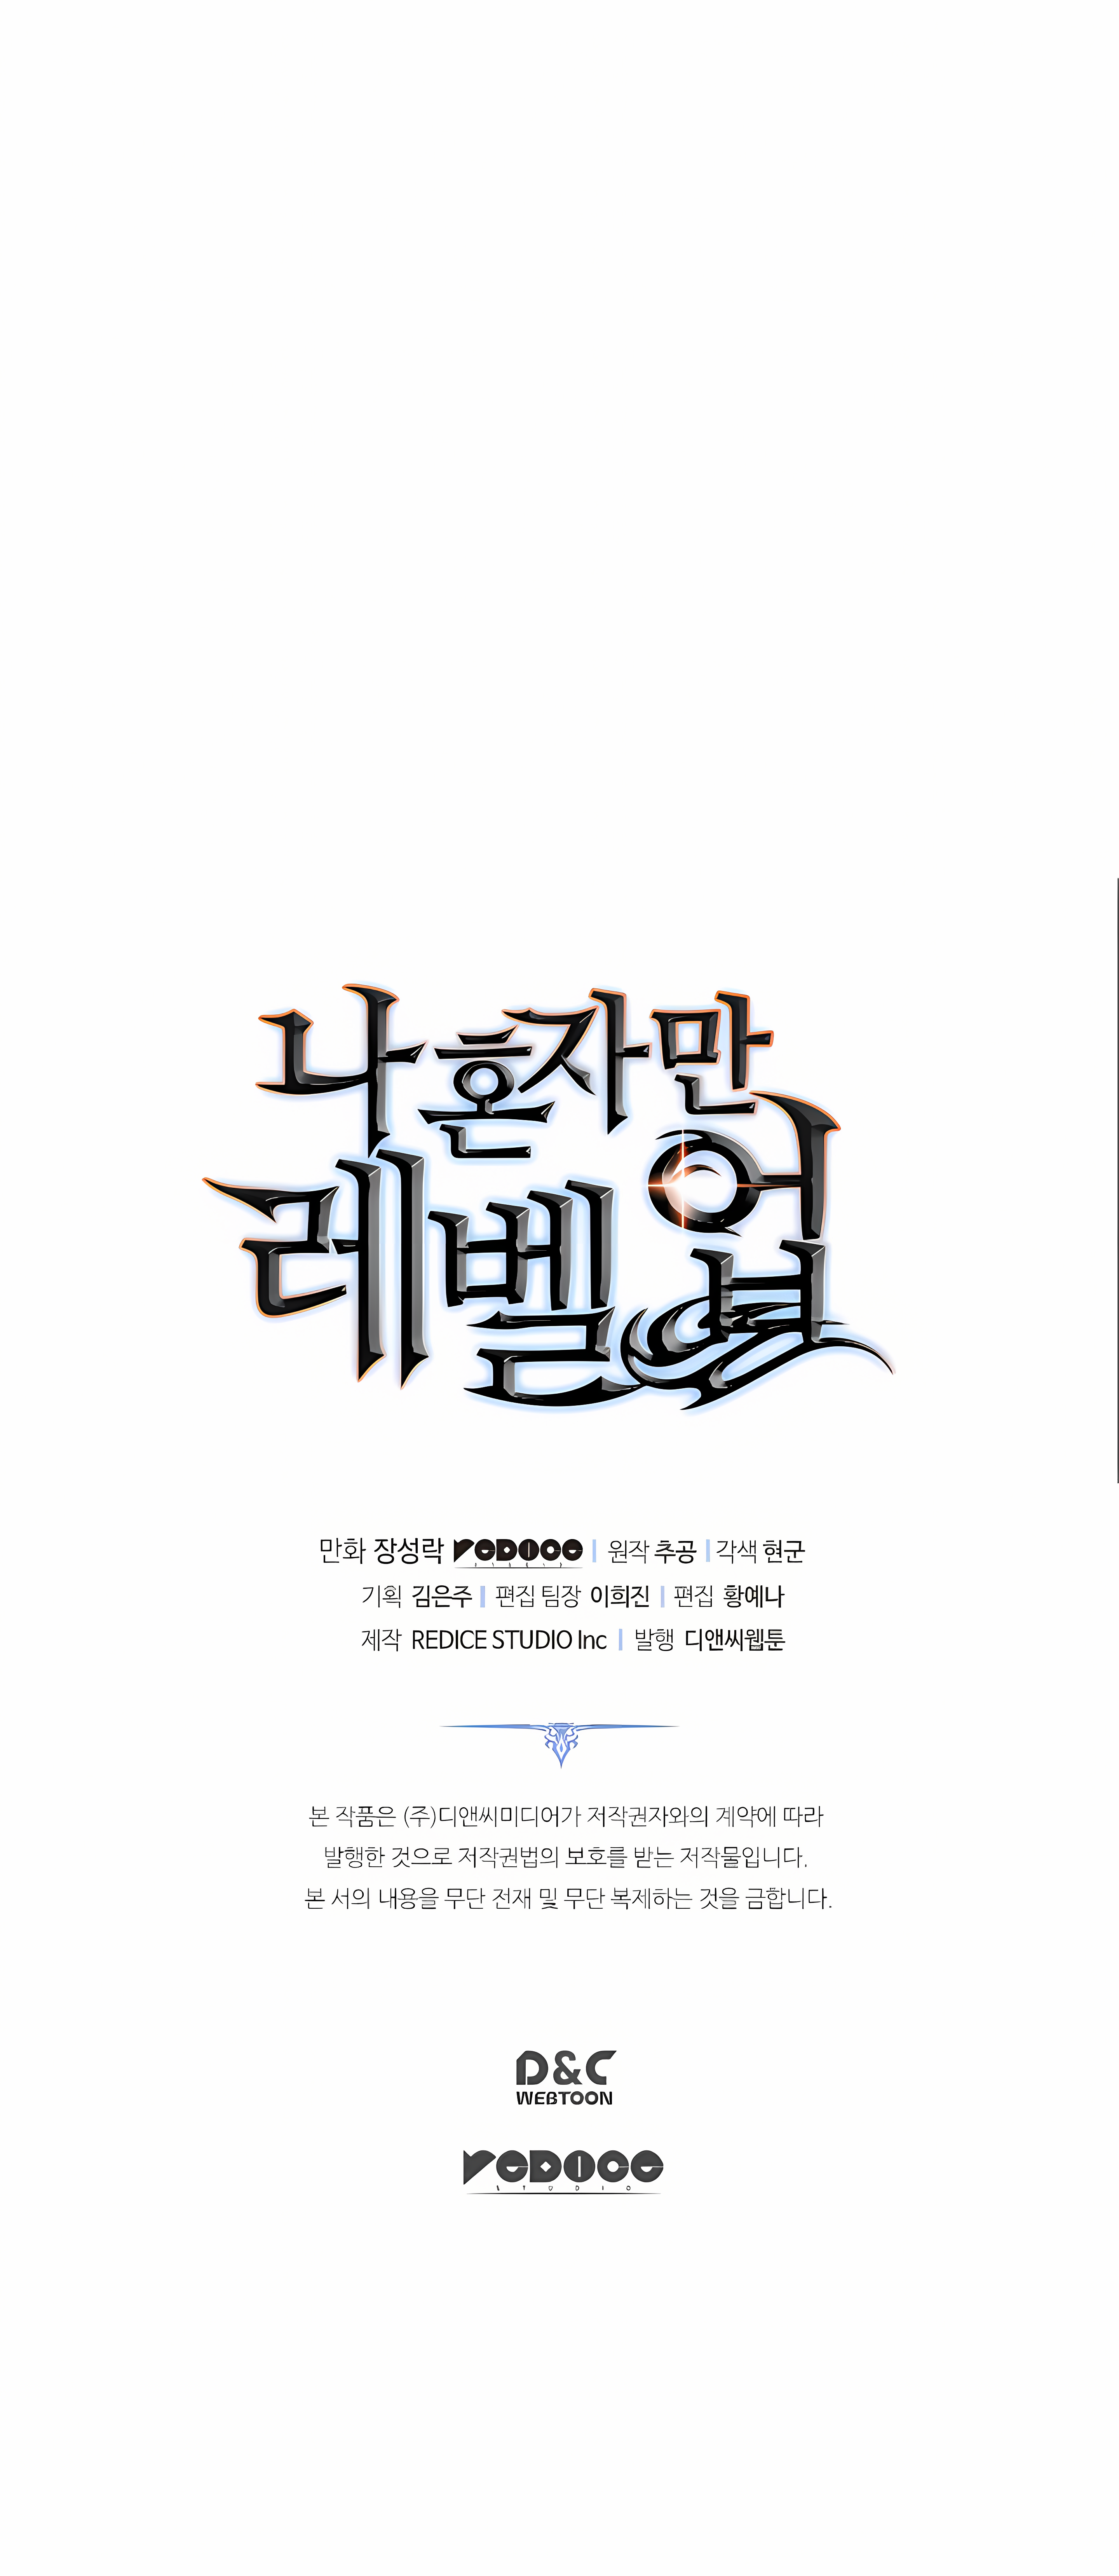 나 혼자만
레벨업
만화 장성락 REDICE STUDIO | 원작 추공 | 각색 현군
기획 김은주 | 편집 팀장 이희진 | 편집 황예나
제작 REDICE STUDIO Inc | 발행 디앤씨웹툰
본 작품은 (주)디앤씨미디어가 저작권자와의 계약에 따라
발행한 것으로 저작권법의 보호를 받는 저작물입니다.
본 서의 내용을 무단 전재 및 무단 복제하는 것을 금합니다.
D&C
WEBTOON
REDICE
STUDIO